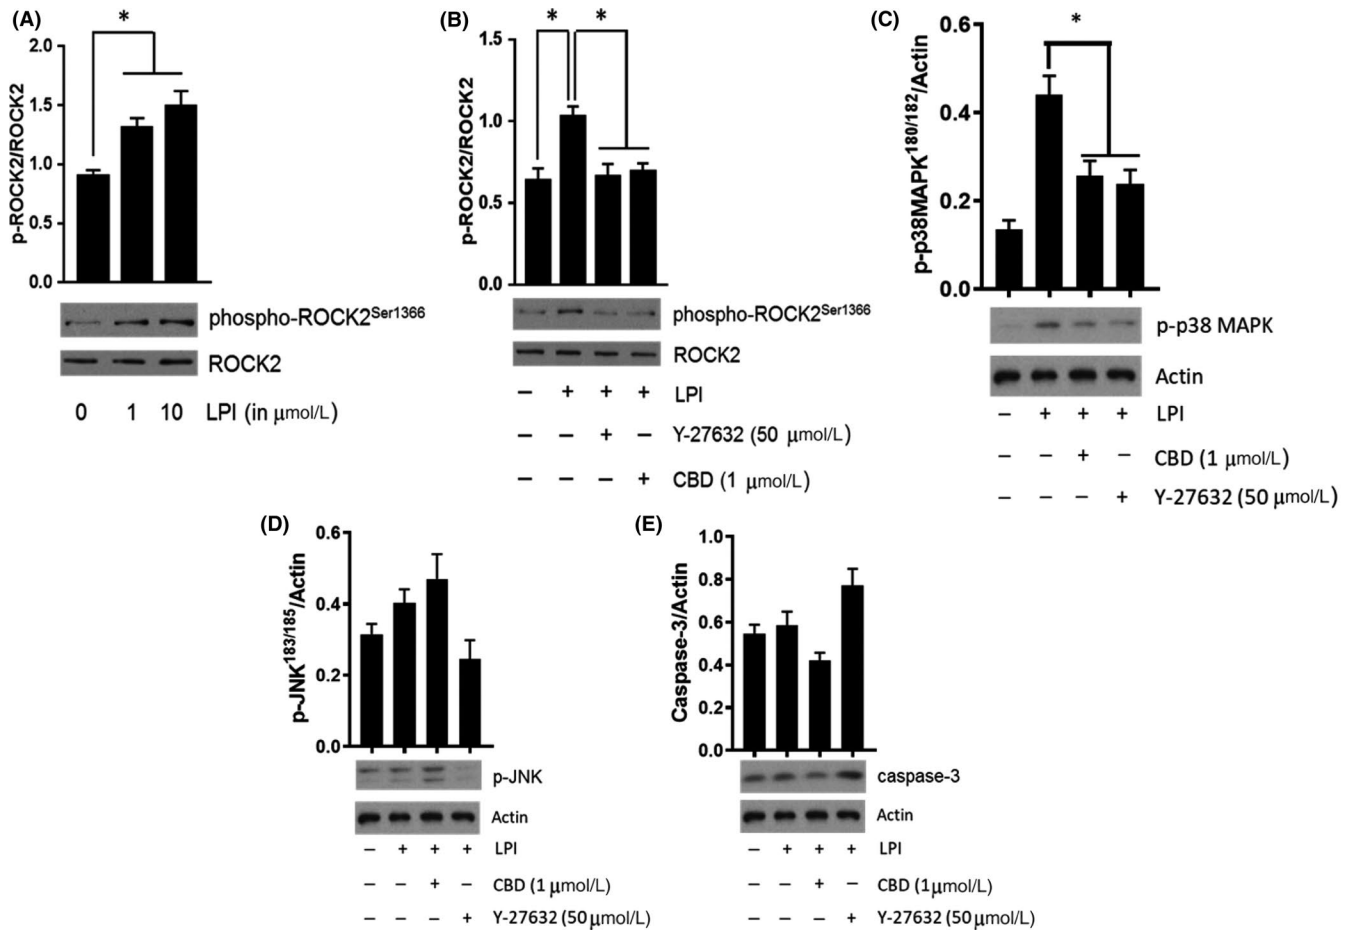 (A)
*
p-ROCK2/ROCK2
2.0
1.5
1.0
0.5
0.0
phospho-ROCK2Ser1366
ROCK2
0 1 10 LPI (in μmol/L)
(B)
* *
p-ROCK2/ROCK2
1.5
1.0
0.5
0.0
phospho-ROCK2Ser1366
ROCK2
– + + + LPI
– – + – Y-27632 (50 μmol/L)
– – – + CBD (1 μmol/L)
(C)
*
p-p38MAPK180/182/Actin
0.6
0.4
0.2
0.0
p-p38 MAPK
Actin
– + + + LPI
– – + – CBD (1 μmol/L)
– – – + Y-27632 (50 μmol/L)
(D)
p-JNK183/185/Actin
0.6
0.4
0.2
0.0
p-JNK
Actin
– + + + LPI
– – + – CBD (1 μmol/L)
– – – + Y-27632 (50 μmol/L)
(E)
Caspase-3/Actin
1.0
0.8
0.6
0.4
0.2
0.0
caspase-3
Actin
– + + + LPI
– – + – CBD (1μmol/L)
– – – + Y-27632 (50 μmol/L)